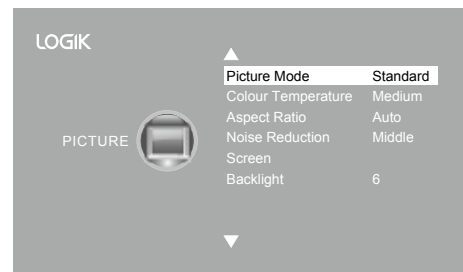 LOGIK
PICTURE
Picture Mode Standard
Colour Temperature Medium
Aspect Ratio Auto
Noise Reduction Middle
Screen
Backlight 6